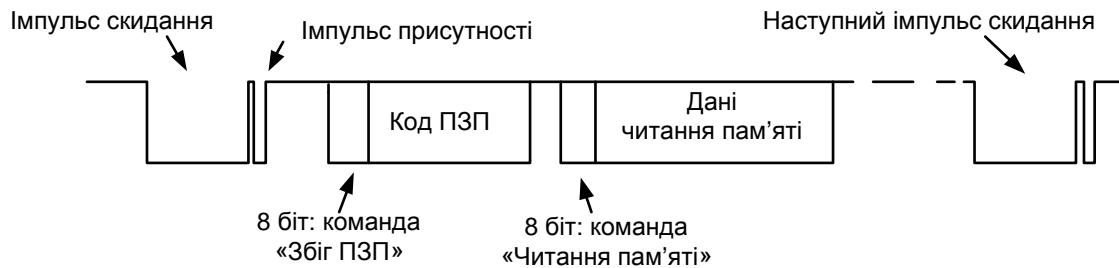 Імпульс скидання
Імпульс присутності
Наступний імпульс скидання
Код ПЗП
Дані
читання пам’яті
8 біт: команда
«Збіг ПЗП»
8 біт: команда
«Читання пам’яті»